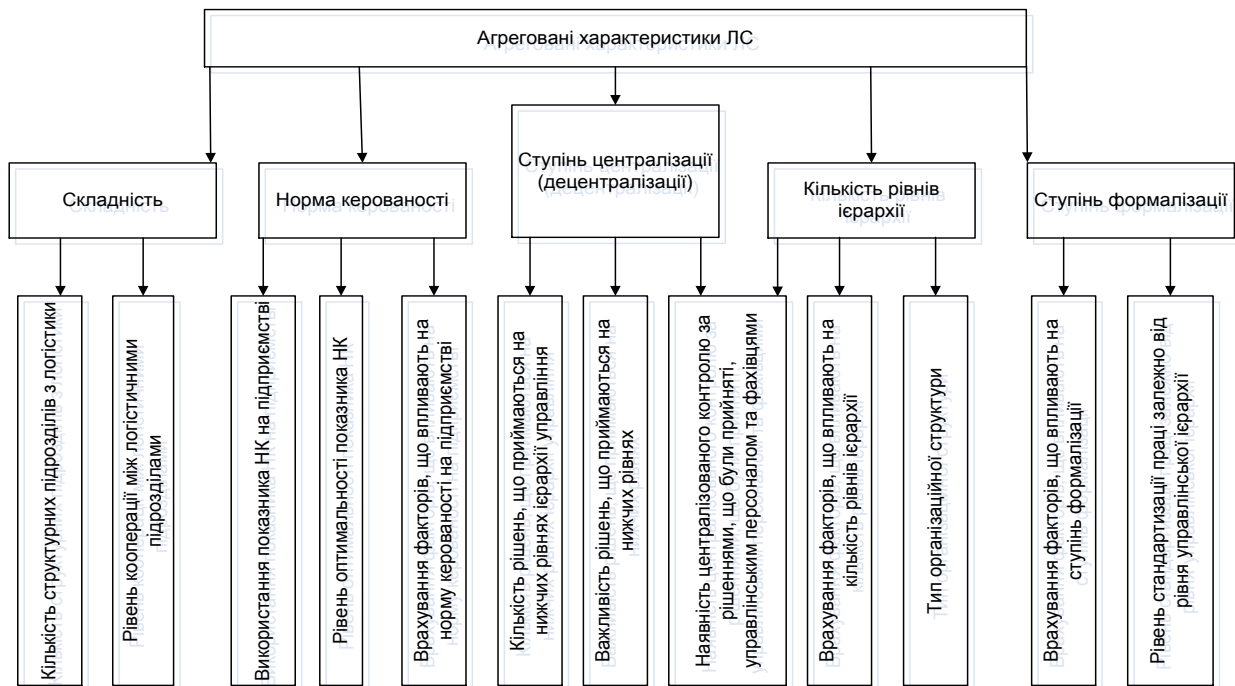 Агреговані характеристики ЛС
Складність
Норма керованості
Ступінь централізації
(децентралізації)
Кількість рівнів
ієрархії
Ступінь формалізації
Кількість структурних підрозділів з логістики
Рівень кооперації між логістичними
підрозділами
Використання показника НК на підприємстві
Рівень оптимальності показника НК
Врахування факторів, що впливають на
норму керованості на підприємстві
Кількість рішень, що приймаються на
нижчих рівнях ієрархії управління
Важливість рішень, що приймаються на
нижчих рівнях
Наявність централізованого контролю за
рішеннями, що були прийняті,
управлінським персоналом та фахівцями
Врахування факторів, що впливають на
кількість рівнів ієрархії
Тип організаційної структури
Врахування факторів, що впливають на
ступінь формалізації
Рівень стандартизації праці залежно від
рівня управлінської ієрархії